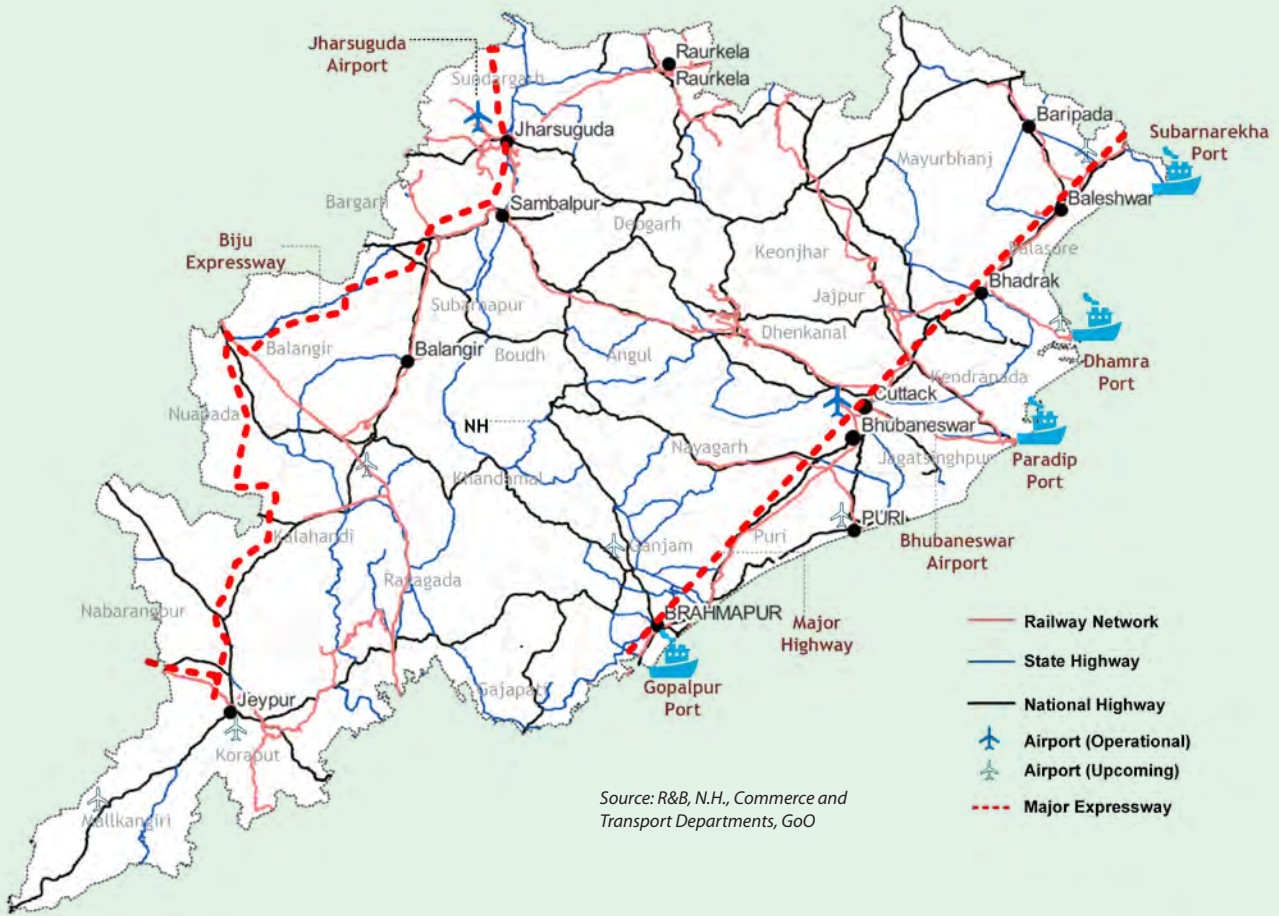 Jharsuguda
Airport
Raurkela
Raurkela
Sundargarh
Jharsuguda
Baripada
Subarnarekha
Port
Mayurbhanj
Bargarh
Sambalpur
Deogarh
Baleshwar
Biju
Expressway
Keonjhar
Balasore
Bhadrak
Subarnapur
Jajpur
Dhenkanal
Balangir
Balangir
Boudh
Angul
Dhamra
Port
Kendrapada
Nuapada
Cuttack
NH
Bhubaneswar
Nayagarh
Jagatsinghpur
Paradip
Port
Khandamal
PURI
Puri
Bhubaneswar
Airport
Kalahandi
Ganjam
Rayagada
Nabarangpur
BRAHMAPUR
Major
Highway
Gopalpur
Port
Gajapati
Jeypur
Koraput
Malkangiri
Railway Network
State Highway
National Highway
Airport (Operational)
Airport (Upcoming)
Major Expressway
Source: R&B, N.H., Commerce and
Transport Departments, GoO